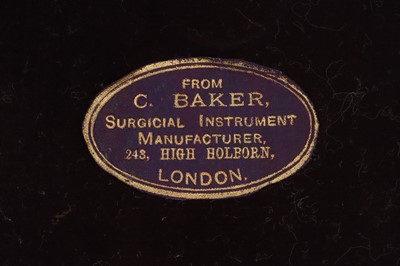 FROM
C. BAKER,
SURGICIAL INSTRUMENT
MANUFACTURER,
243, HIGH HOLBORN,
LONDON.